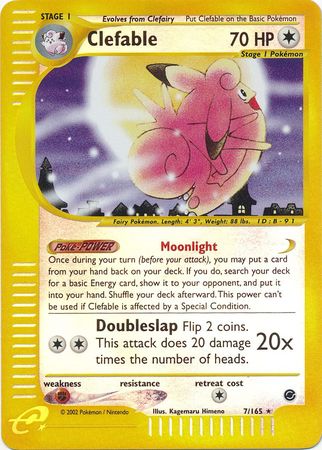 STAGE 1 Evolves from Clefairy Put Clefable on the Basic Pokémon
Clefable 70 HP
Stage 1 Pokémon
Fairy Pokémon. Length: 4' 3", Weight: 88 lbs. ID:B-91
POKé-POWER Moonlight
Once during your turn (before your attack), you may put a card
from your hand back on your deck. If you do, search your deck
for a basic Energy card, show it to your opponent, and put it
into your hand. Shuffle your deck afterward. This power can't
be used if Clefable is affected by a Special Condition.
Doubleslap Flip 2 coins.
This attack does 20 damage 20x
times the number of heads.
weakness resistance retreat cost
e © 2002 Pokémon / Nintendo Illus. Kagemaru Himeno 7/165 ★